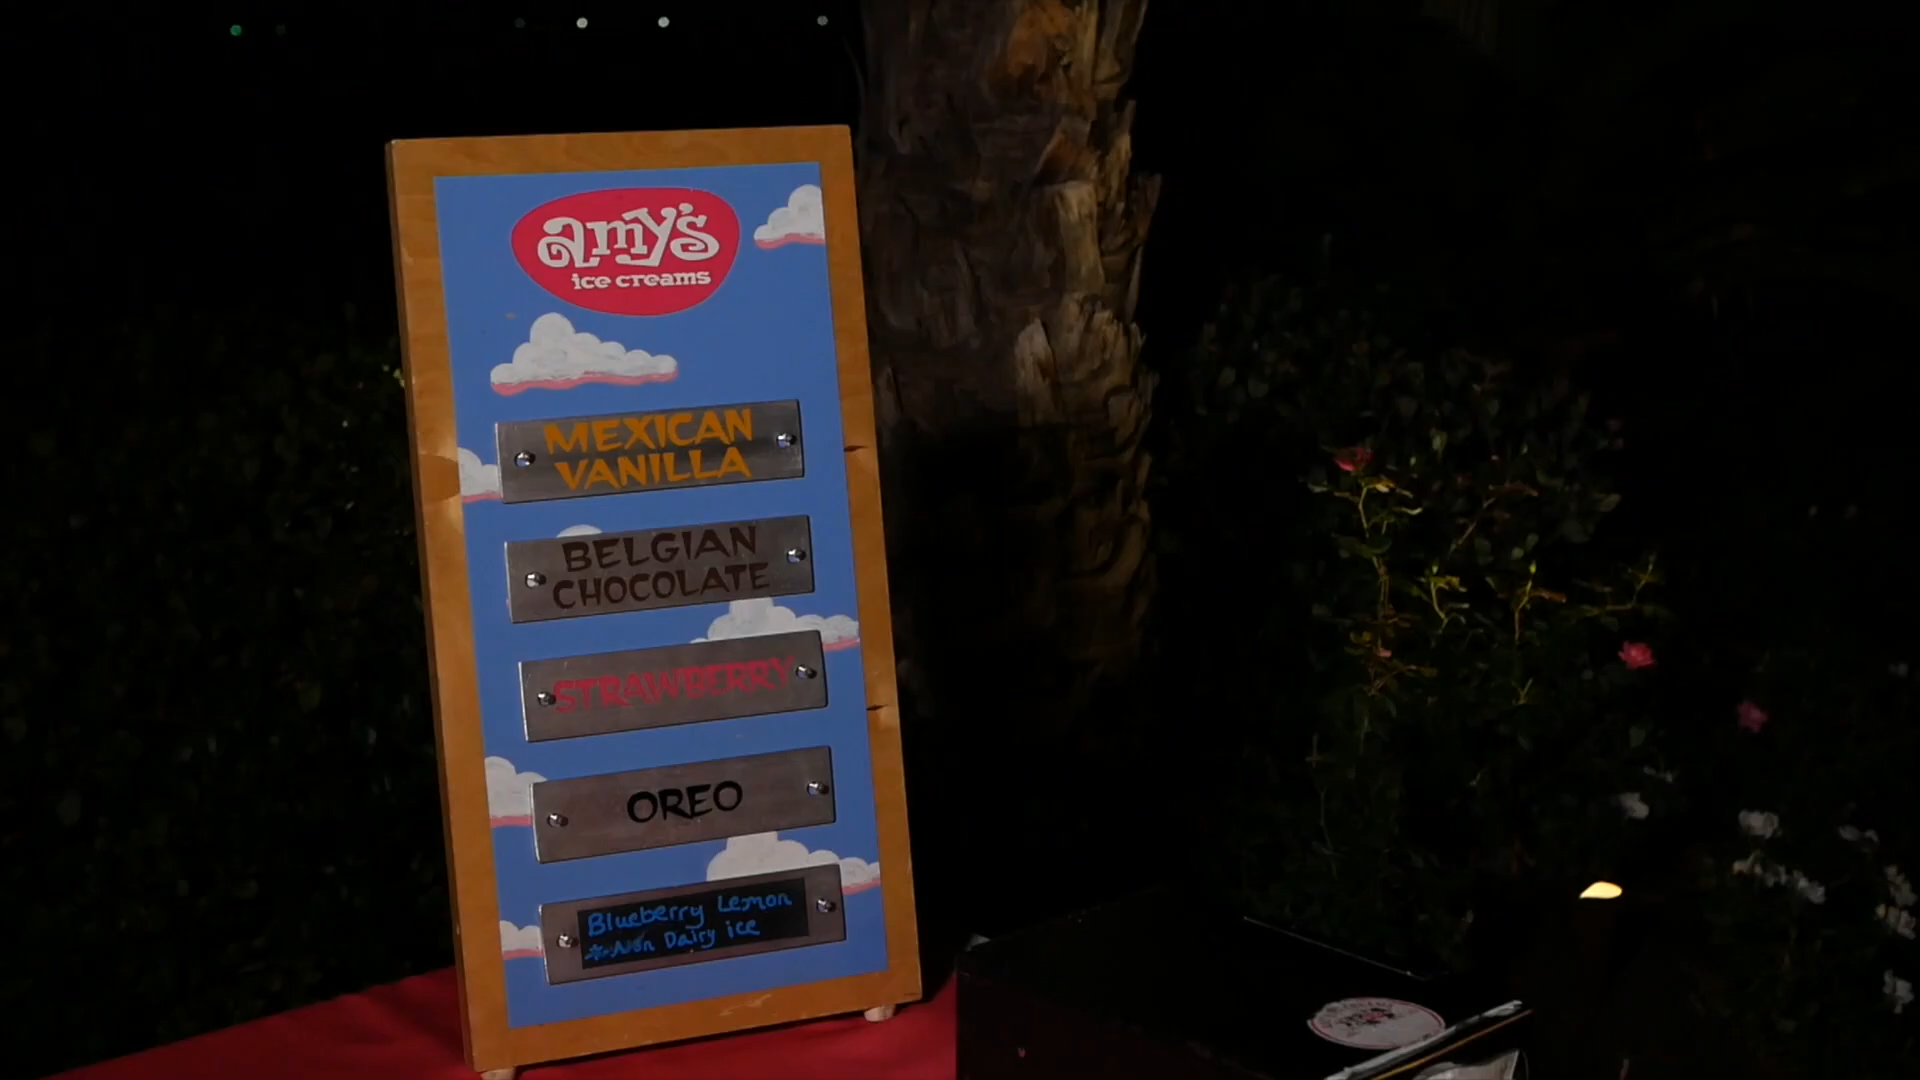 amy's
ice creams
MEXICAN
VANILLA
BELGIAN
CHOCOLATE
STRAWBERRY
OREO
Blueberry Lemon
*Non Dairy ice